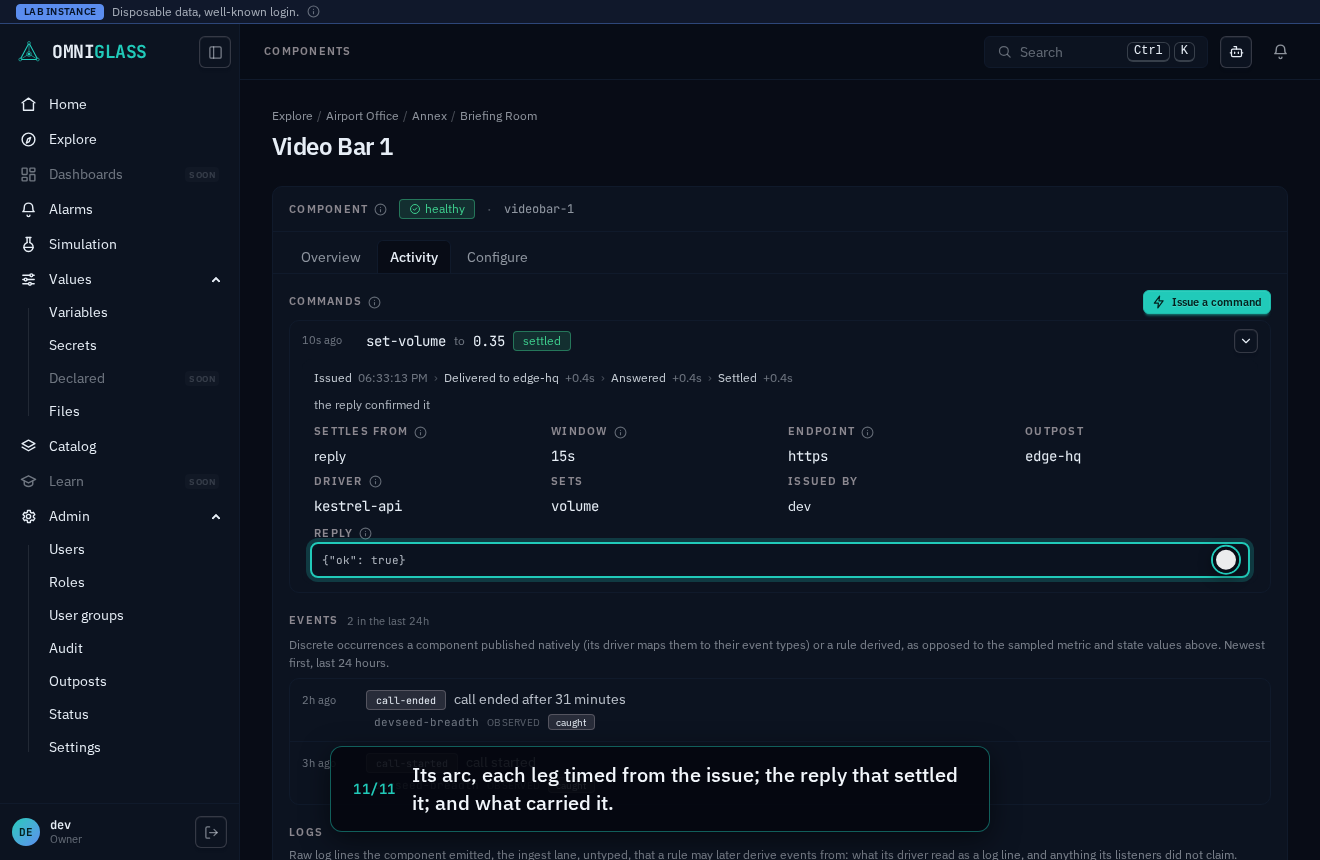 LAB INSTANCE Disposable data, well-known login.
OMNIGLASS
COMPONENTS
Search Ctrl K
Home
Explore
Dashboards SOON
Alarms
Simulation
Values
Variables
Secrets
Declared SOON
Files
Catalog
Learn SOON
Admin
Users
Roles
User groups
Audit
Outposts
Status
Settings
DE dev
Owner
Explore / Airport Office / Annex / Briefing Room
Video Bar 1
COMPONENT healthy · videobar-1
Overview Activity Configure
COMMANDS Issue a command
10s ago set-volume to 0.35 settled
Issued 06:33:13 PM › Delivered to edge-hq +0.4s › Answered +0.4s › Settled +0.4s
the reply confirmed it
SETTLES FROM WINDOW ENDPOINT OUTPOST
reply 15s https edge-hq
DRIVER SETS ISSUED BY
kestrel-api volume dev
REPLY
{"ok": true}
EVENTS 2 in the last 24h
Discrete occurrences a component published natively (its driver maps them to their event types) or a rule derived, as opposed to the sampled metric and state values above. Newest
first, last 24 hours.
2h ago call-ended call ended after 31 minutes
devseed-breadth OBSERVED caught
3h ago call-started call started
11/11 Its arc, each leg timed from the issue; the reply that settled
it; and what carried it.
LOGS
Raw log lines the component emitted, the ingest lane, untyped, that a rule may later derive events from: what its driver read as a log line, and anything its listeners did not claim.